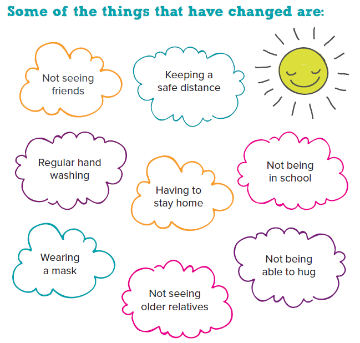 Some of the things that have changed are:
Not seeing
friends
Keeping a
safe distance
Regular hand
washing
Having to
stay home
Not being
in school
Wearing
a mask
Not seeing
older relatives
Not being
able to hug